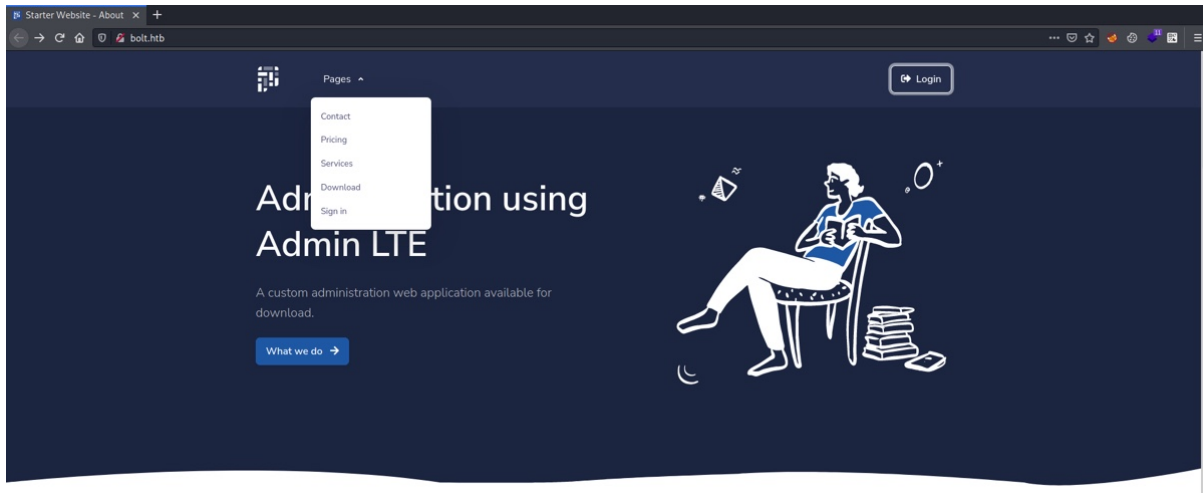 Starter Website - About
bolt.htb
11
Pages
Login
Contact
Pricing
Services
Download
Sign in
tion using
Admin LTE
A custom administration web application available for
download.
What we do